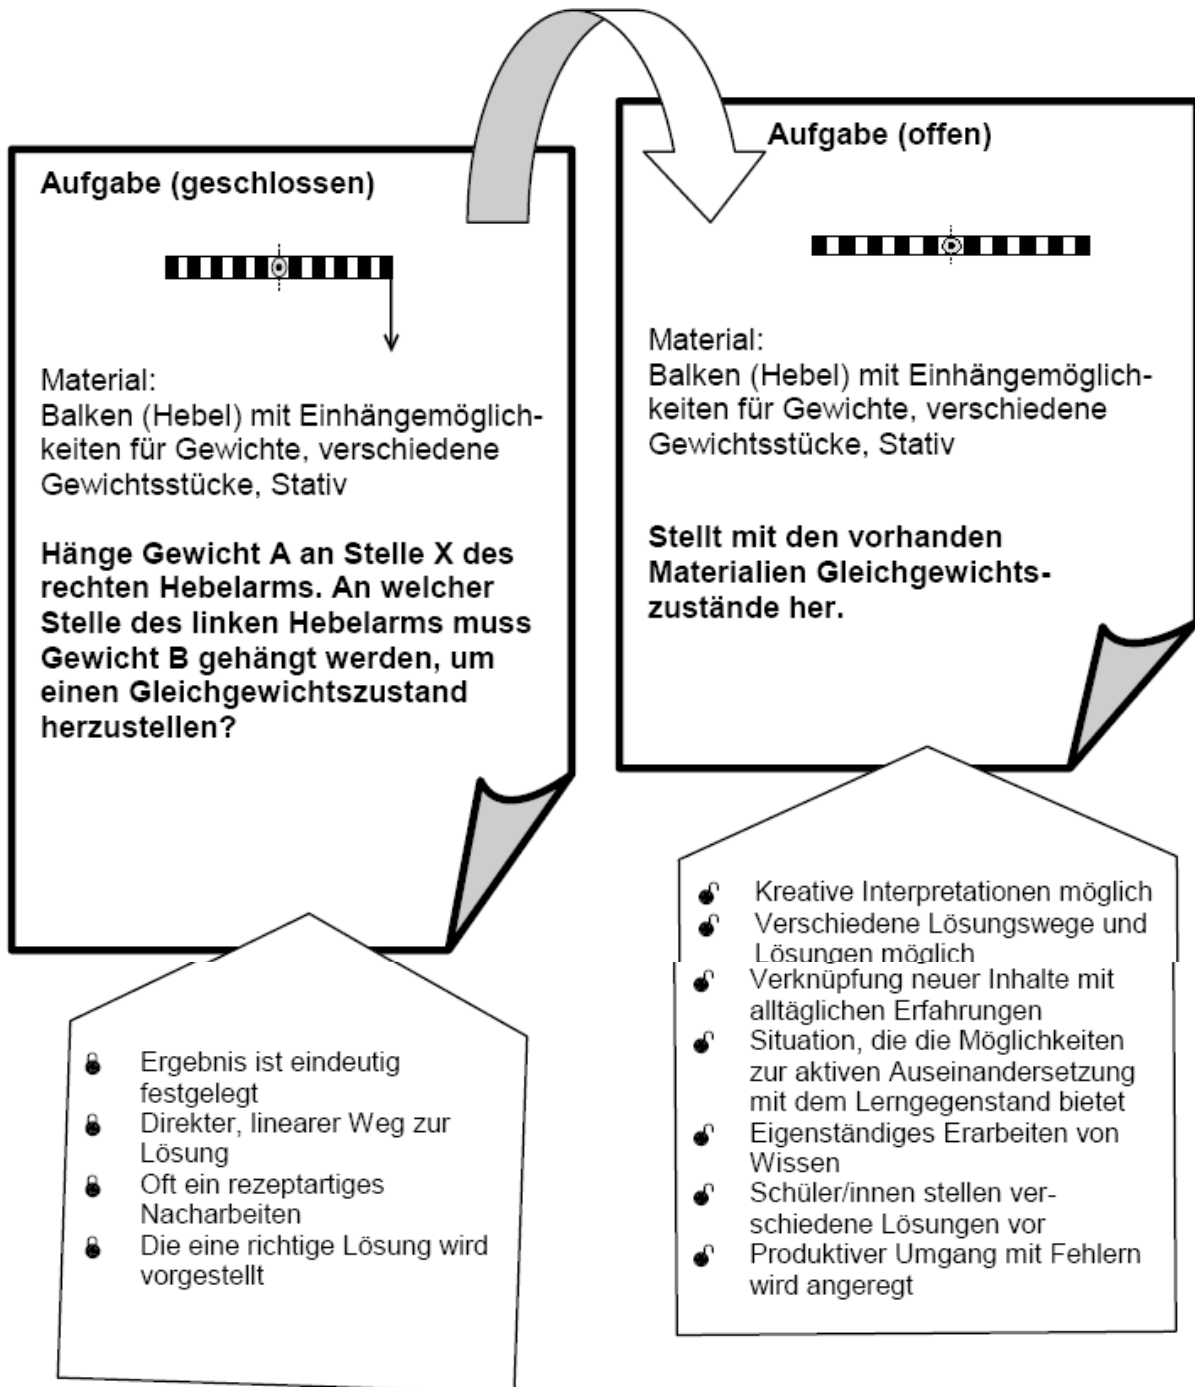 Aufgabe (geschlossen)
Material:
Balken (Hebel) mit Einhängemöglich-
keiten für Gewichte, verschiedene
Gewichtsstücke, Stativ
Hänge Gewicht A an Stelle X des
rechten Hebelarms. An welcher
Stelle des linken Hebelarms muss
Gewicht B gehängt werden, um
einen Gleichgewichtszustand
herzustellen?
Ergebnis ist eindeutig
festgelegt
Direkter, linearer Weg zur
Lösung
Oft ein rezeptartiges
Nacharbeiten
Die eine richtige Lösung wird
vorgestellt
Aufgabe (offen)
Material:
Balken (Hebel) mit Einhängemöglich-
keiten für Gewichte, verschiedene
Gewichtsstücke, Stativ
Stellt mit den vorhanden
Materialien Gleichgewichts-
zustände her.
Kreative Interpretationen möglich
Verschiedene Lösungswege und
Lösungen möglich
Verknüpfung neuer Inhalte mit
alltäglichen Erfahrungen
Situation, die die Möglichkeiten
zur aktiven Auseinandersetzung
mit dem Lerngegenstand bietet
Eigenständiges Erarbeiten von
Wissen
Schüler/innen stellen ver-
schiedene Lösungen vor
Produktiver Umgang mit Fehlern
wird angeregt